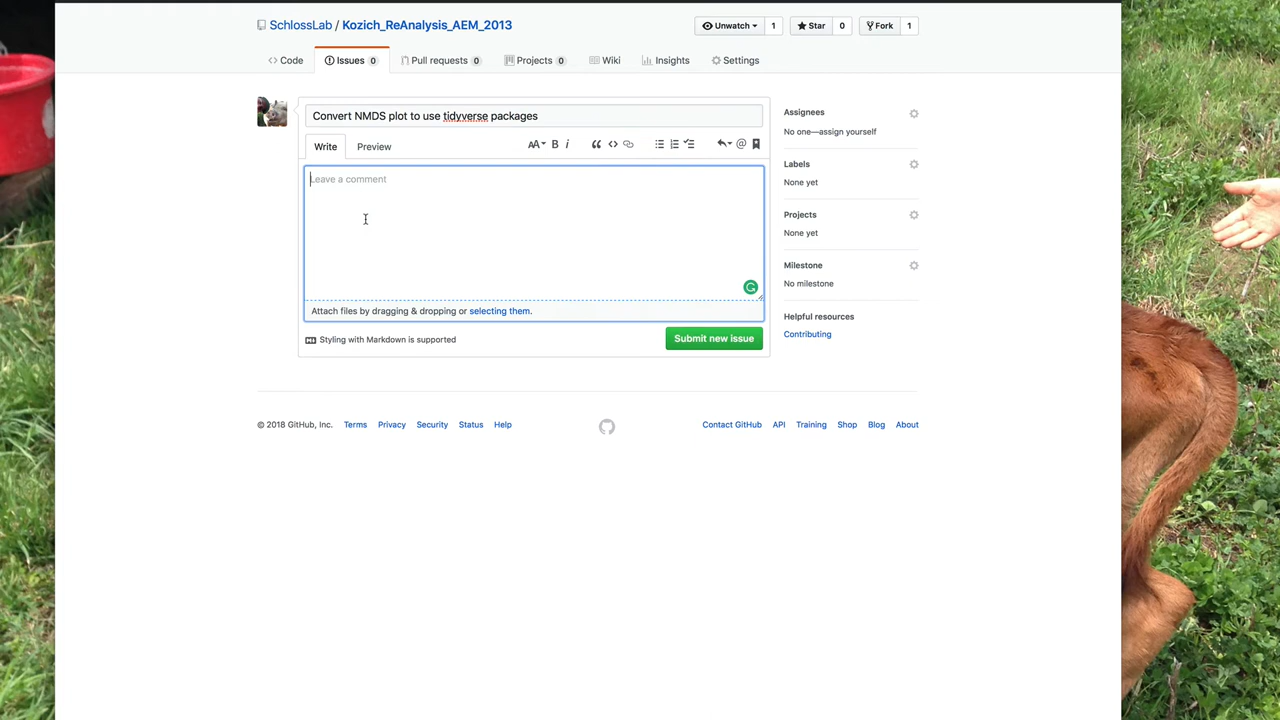 SchlossLab / Kozich_ReAnalysis_AEM_2013
Unwatch 1 Star 0 Fork 1
Code Issues 0 Pull requests 0 Projects 0 Wiki Insights Settings
Convert NMDS plot to use tidyverse packages
Write Preview AA B i @
Leave a comment
Attach files by dragging & dropping or selecting them.
Styling with Markdown is supported
Submit new issue
Assignees
No one—assign yourself
Labels
None yet
Projects
None yet
Milestone
No milestone
Helpful resources
Contributing
© 2018 GitHub, Inc. Terms Privacy Security Status Help
Contact GitHub API Training Shop Blog About